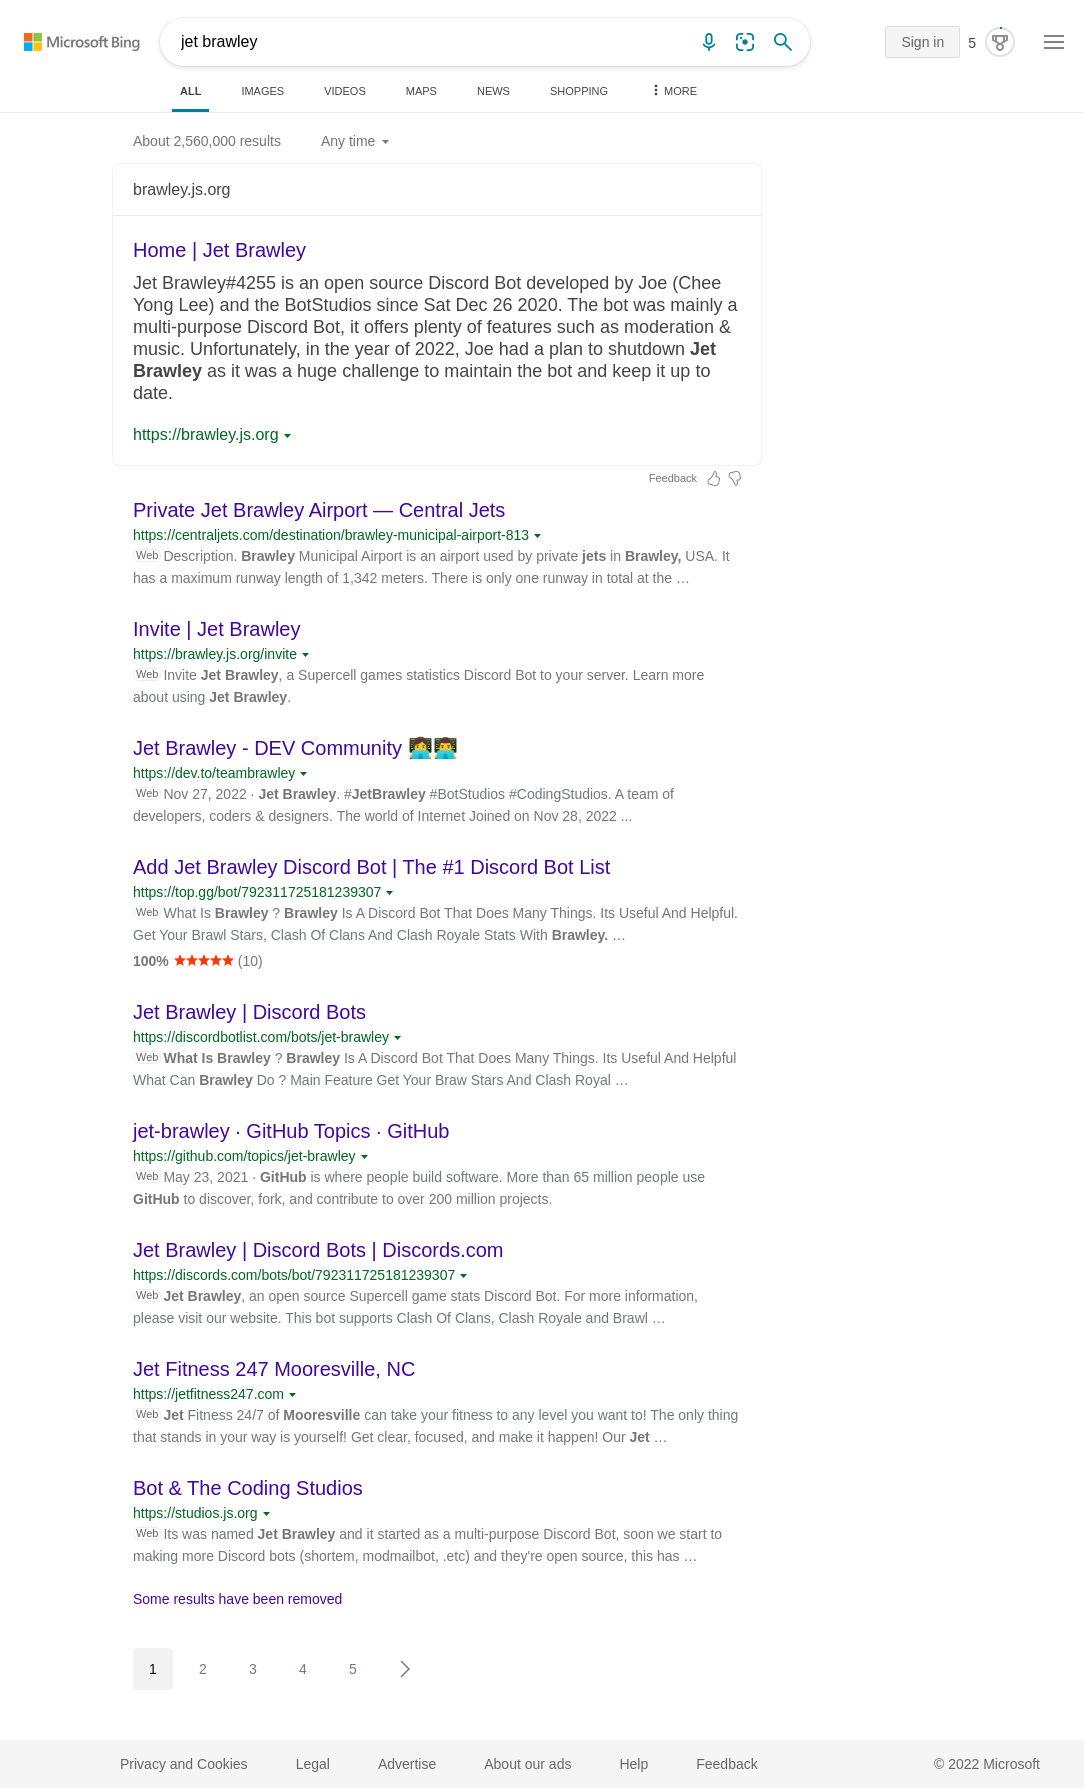 Microsoft Bing
jet brawley
Sign in
5
ALL IMAGES VIDEOS MAPS NEWS SHOPPING MORE
About 2,560,000 results Any time
brawley.js.org
Home | Jet Brawley
Jet Brawley#4255 is an open source Discord Bot developed by Joe (Chee
Yong Lee) and the BotStudios since Sat Dec 26 2020. The bot was mainly a
multi-purpose Discord Bot, it offers plenty of features such as moderation &
music. Unfortunately, in the year of 2022, Joe had a plan to shutdown Jet
Brawley as it was a huge challenge to maintain the bot and keep it up to
date.
https://brawley.js.org
Feedback
Private Jet Brawley Airport — Central Jets
https://centraljets.com/destination/brawley-municipal-airport-813
Web Description. Brawley Municipal Airport is an airport used by private jets in Brawley, USA. It
has a maximum runway length of 1,342 meters. There is only one runway in total at the …
Invite | Jet Brawley
https://brawley.js.org/invite
Web Invite Jet Brawley, a Supercell games statistics Discord Bot to your server. Learn more
about using Jet Brawley.
Jet Brawley - DEV Community 👩‍💻👨‍💻
https://dev.to/teambrawley
Web Nov 27, 2022 · Jet Brawley. #JetBrawley #BotStudios #CodingStudios. A team of
developers, coders & designers. The world of Internet Joined on Nov 28, 2022 ...
Add Jet Brawley Discord Bot | The #1 Discord Bot List
https://top.gg/bot/792311725181239307
Web What Is Brawley ? Brawley Is A Discord Bot That Does Many Things. Its Useful And Helpful.
Get Your Brawl Stars, Clash Of Clans And Clash Royale Stats With Brawley. …
100% ★★★★★ (10)
Jet Brawley | Discord Bots
https://discordbotlist.com/bots/jet-brawley
Web What Is Brawley ? Brawley Is A Discord Bot That Does Many Things. Its Useful And Helpful
What Can Brawley Do ? Main Feature Get Your Braw Stars And Clash Royal …
jet-brawley · GitHub Topics · GitHub
https://github.com/topics/jet-brawley
Web May 23, 2021 · GitHub is where people build software. More than 65 million people use
GitHub to discover, fork, and contribute to over 200 million projects.
Jet Brawley | Discord Bots | Discords.com
https://discords.com/bots/bot/792311725181239307
Web Jet Brawley, an open source Supercell game stats Discord Bot. For more information,
please visit our website. This bot supports Clash Of Clans, Clash Royale and Brawl …
Jet Fitness 247 Mooresville, NC
https://jetfitness247.com
Web Jet Fitness 24/7 of Mooresville can take your fitness to any level you want to! The only thing
that stands in your way is yourself! Get clear, focused, and make it happen! Our Jet …
Bot & The Coding Studios
https://studios.js.org
Web Its was named Jet Brawley and it started as a multi-purpose Discord Bot, soon we start to
making more Discord bots (shortem, modmailbot, .etc) and they're open source, this has …
Some results have been removed
1 2 3 4 5
Privacy and Cookies Legal Advertise About our ads Help Feedback © 2022 Microsoft